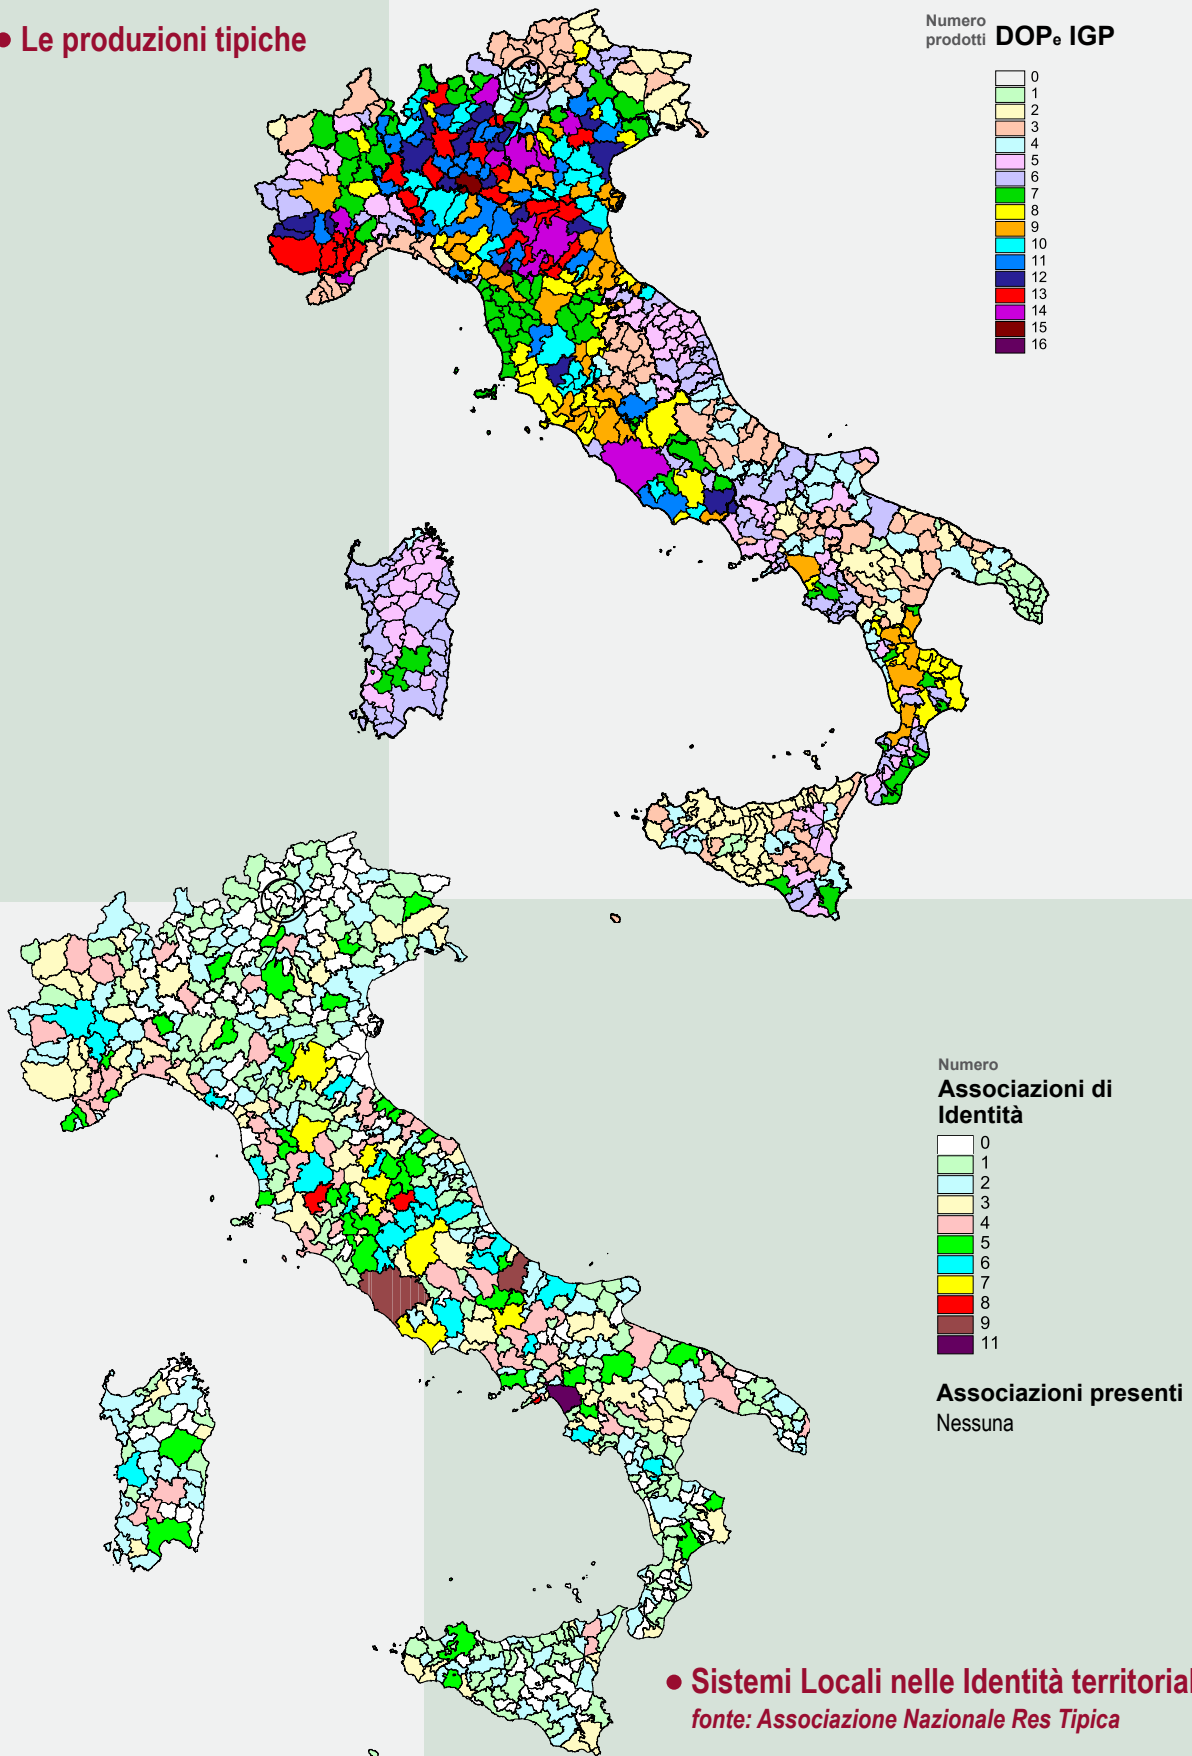 • Le produzioni tipiche
Numero
prodotti DOPe IGP
0
1
2
3
4
5
6
7
8
9
10
11
12
13
14
15
16
Numero
Associazioni di
Identità
0
1
2
3
4
5
6
7
8
9
11
Associazioni presenti
Nessuna
• Sistemi Locali nelle Identità territorial
fonte: Associazione Nazionale Res Tipica